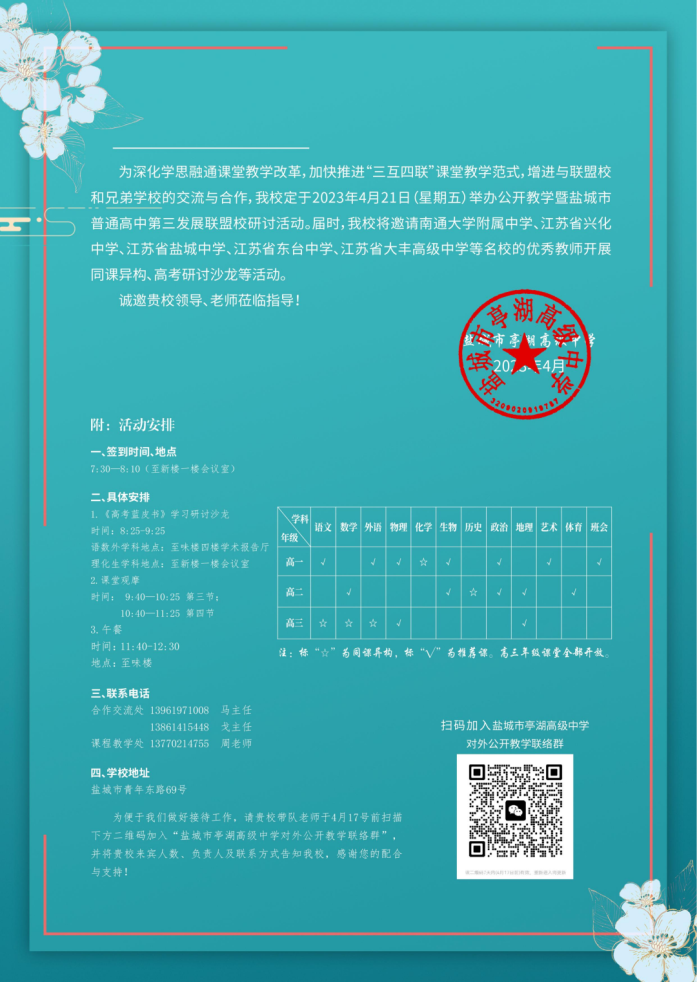 为深化学思融通课堂教学改革,加快推进“三互四联”课堂教学范式,增进与联盟校
和兄弟学校的交流与合作,我校定于2023年4月21日(星期五)举办公开教学暨盐城市
普通高中第三发展联盟校研讨活动。届时,我校将邀请南通大学附属中学、江苏省兴化
中学、江苏省盐城中学、江苏省东台中学、江苏省大丰高级中学等名校的优秀教师开展
同课异构、高考研讨沙龙等活动。
诚邀贵校领导、老师莅临指导!
盐城市亭湖高级中学
2023年4月
盐城市亭湖高级中学
3209020919787
附:活动安排
一、签到时间、地点
7:30—8:10(至新楼一楼会议室)
二、具体安排
1.《高考蓝皮书》学习研讨沙龙
时间:8:25-9:25
语数外学科地点:至味楼四楼学术报告厅
理化生学科地点:至新楼一楼会议室
2.课堂观摩
时间: 9:40—10:25 第三节;
10:40—11:25 第四节
3.午餐
时间:11:40-12:30
地点:至味楼
学科 语文 数学 外语 物理 化学 生物 历史 政治 地理 艺术 体育 班会
年级
高一 √ √ √ ☆ √ √ √ √
高二 √ √ ☆ √ √ √
高三 ☆ ☆ ☆ √ √
注:标“☆”为同课异构、标“√”为推荐课。高三年级课堂全部开放。
三、联系电话
合作交流处 13961971008 马主任
13861415448 戈主任
课程教学处 13770214755 周老师
四、学校地址
盐城市青年东路69号
为便于我们做好接待工作,请贵校带队老师于4月17号前扫描
下方二维码加入“盐城市亭湖高级中学对外公开教学联络群”,
并将贵校来宾人数、负责人及联系方式告知我校,感谢您的配合
与支持!
扫码加入盐城市亭湖高级中学
对外公开教学联络群